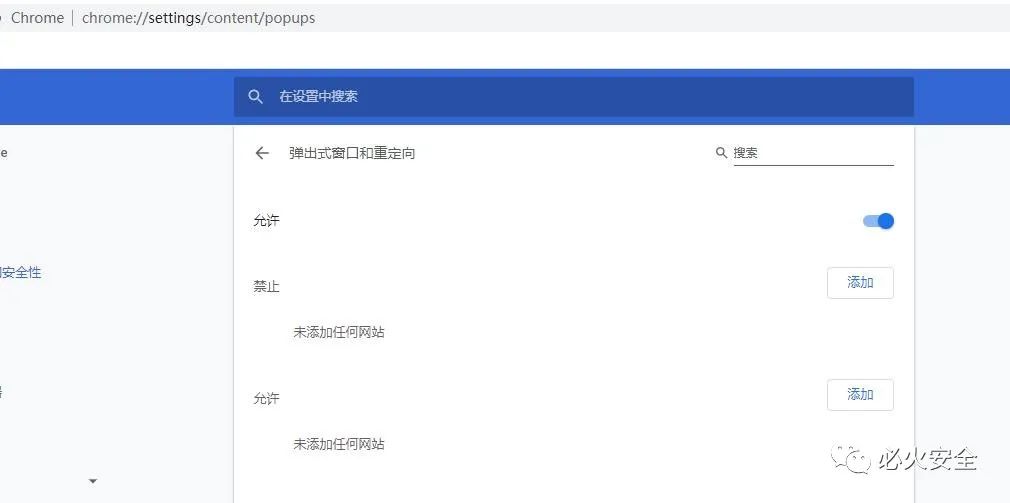 Chrome | chrome://settings/content/popups
在设置中搜索
e
弹出式窗口和重定向
搜索
允许
安全性
禁止
添加
未添加任何网站
允许
添加
未添加任何网站
必火安全